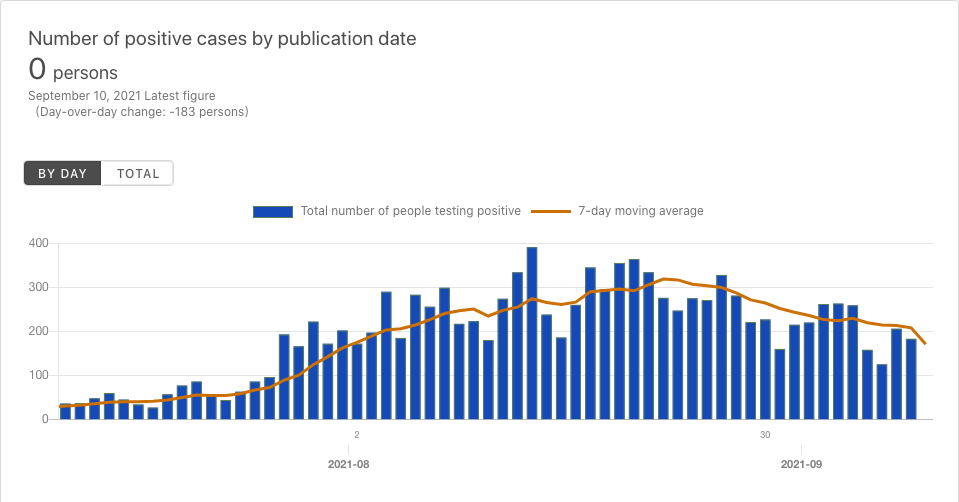 Number of positive cases by publication date
0 persons
September 10, 2021 Latest figure
(Day-over-day change: -183 persons)
BY DAY TOTAL
Total number of people testing positive 7-day moving average
400
300
200
100
0
2 30
2021-08 2021-09